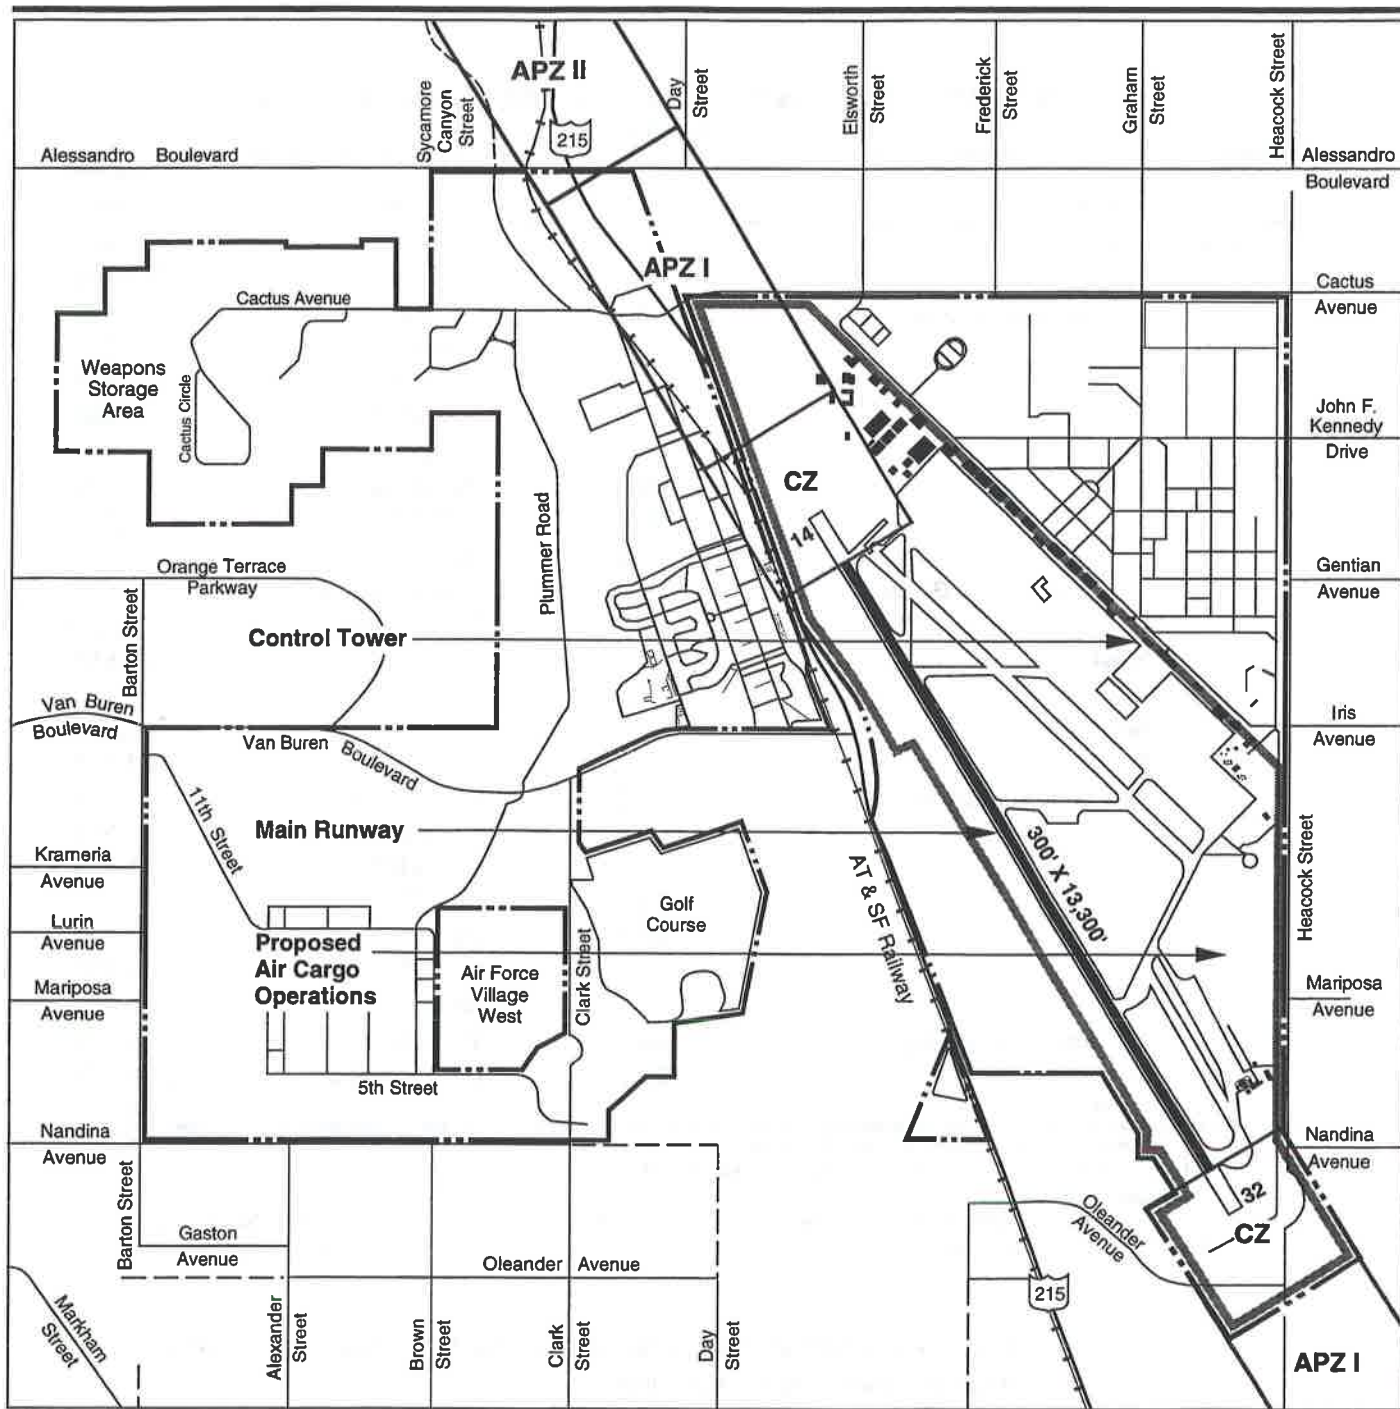 APZ II
215
Sycamore
Canyon
Street
Day
Street
Elsworth
Street
Frederick
Street
Graham
Street
Heacock Street
Alessandro Boulevard
Alessandro
Boulevard
APZ I
Cactus Avenue
Cactus
Avenue
Weapons
Storage
Area
Cactus Circle
John F.
Kennedy
Drive
CZ
14
Plummer Road
Orange Terrace
Parkway
Gentian
Avenue
Barton Street
Control Tower
Van Buren
Boulevard
Van Buren
Boulevard
Iris
Avenue
11th Street
Main Runway
300' X 13,300'
AT & SF Railway
Heacock Street
Krameria
Avenue
Lurin
Avenue
Golf
Course
Proposed
Air Cargo
Operations
Air Force
Village
West
Clark Street
Mariposa
Avenue
Mariposa
Avenue
5th Street
Nandina
Avenue
Nandina
Avenue
Barton Street
32
CZ
Oleander
Avenue
Gaston
Avenue
Oleander Avenue
215
Markham
Street
Alexander
Street
Brown
Street
Clark
Street
Day
Street
APZ I